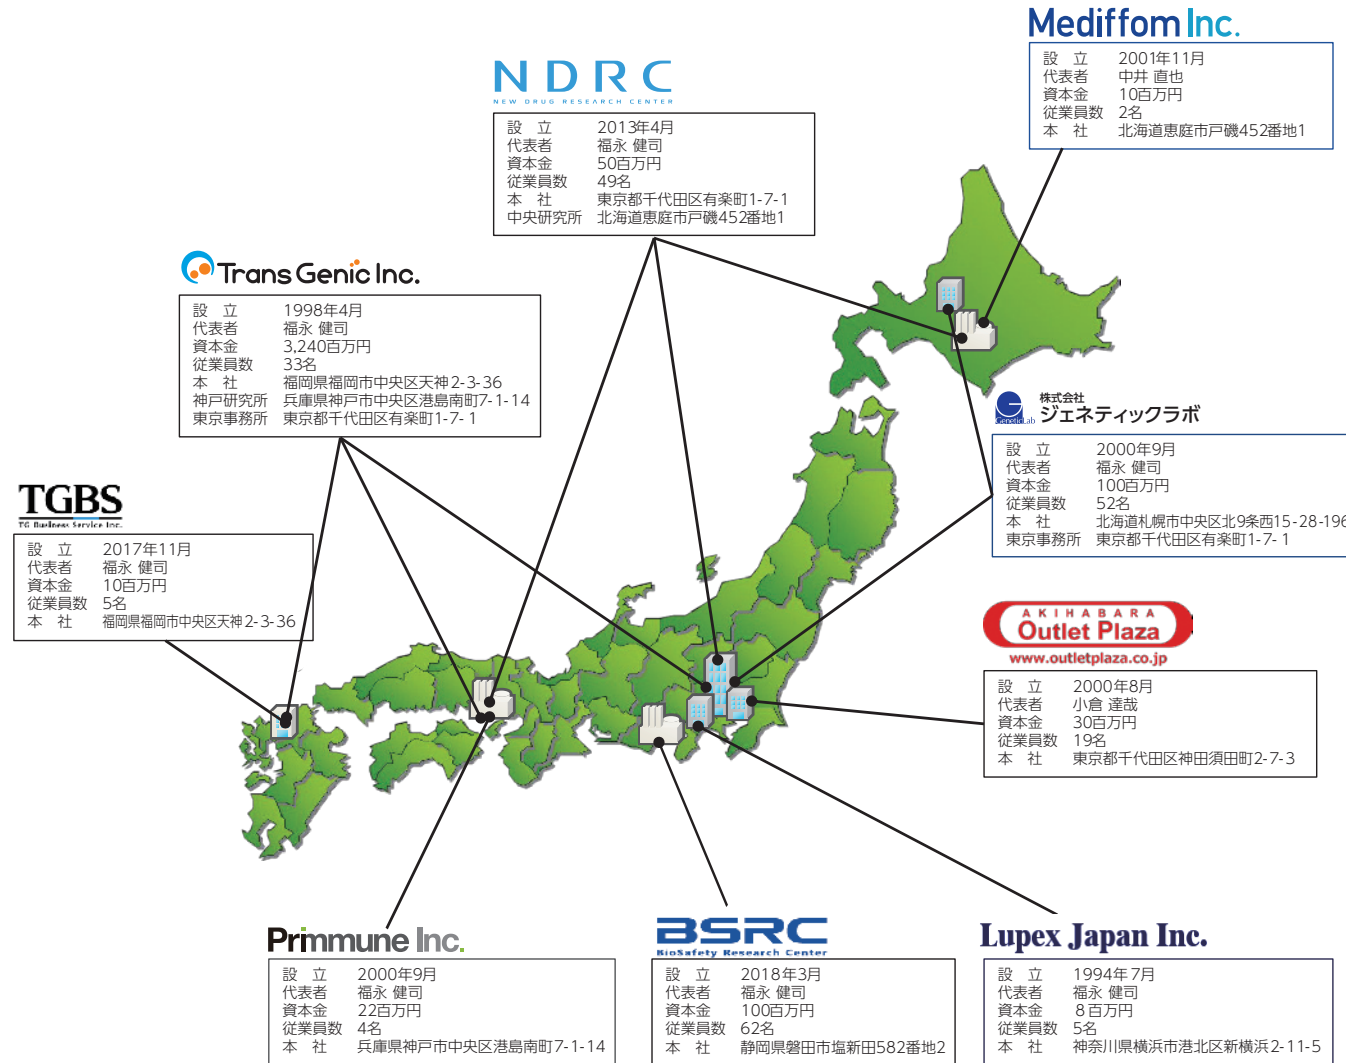 Mediffom Inc.
設　立　2001年11月
代表者　中井 直也
資本金　10百万円
従業員数　2名
本　社　北海道恵庭市戸磯452番地1
NDRC
NEW DRUG RESEARCH CENTER
設　立　2013年4月
代表者　福永 健司
資本金　50百万円
従業員数　49名
本　社　東京都千代田区有楽町1-7-1
中央研究所　北海道恵庭市戸磯452番地1
Trans Genic Inc.
設　立　1998年4月
代表者　福永 健司
資本金　3,240百万円
従業員数　33名
本　社　福岡県福岡市中央区天神2-3-36
神戸研究所　兵庫県神戸市中央区港島南町7-1-14
東京事務所　東京都千代田区有楽町1-7-1
GeneticLab
株式会社
ジェネティックラボ
設　立　2000年9月
代表者　福永 健司
資本金　100百万円
従業員数　52名
本　社　北海道札幌市中央区北9条西15-28-196
東京事務所　東京都千代田区有楽町1-7-1
TGBS
TG Business Service Inc.
設　立　2017年11月
代表者　福永 健司
資本金　10百万円
従業員数　5名
本　社　福岡県福岡市中央区天神2-3-36
AKIHABARA
Outlet Plaza
www.outletplaza.co.jp
設　立　2000年8月
代表者　小倉 達哉
資本金　30百万円
従業員数　19名
本　社　東京都千代田区神田須田町2-7-3
Primmune Inc.
設　立　2000年9月
代表者　福永 健司
資本金　22百万円
従業員数　4名
本　社　兵庫県神戸市中央区港島南町7-1-14
BSRC
BioSafety Research Center
設　立　2018年3月
代表者　福永 健司
資本金　100百万円
従業員数　62名
本　社　静岡県磐田市塩新田582番地2
Lupex Japan Inc.
設　立　1994年7月
代表者　福永 健司
資本金　8百万円
従業員数　5名
本　社　神奈川県横浜市港北区新横浜2-11-5